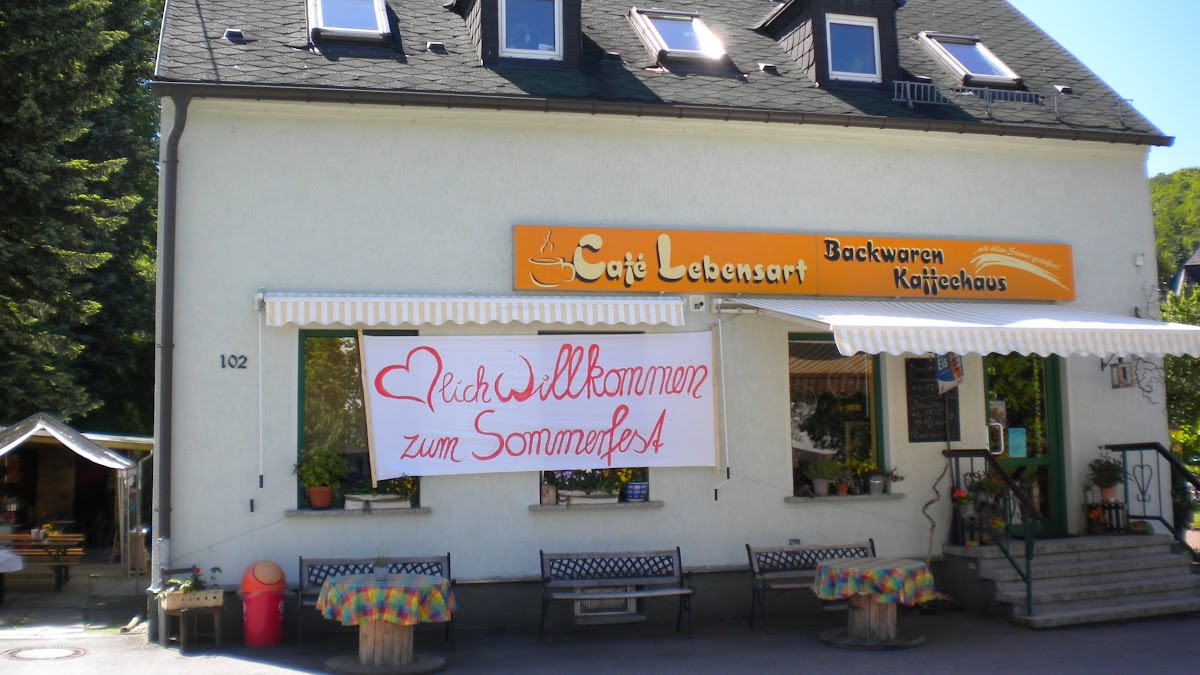 Café Lebensart
Backwaren
Kaffeehaus
...mit allen Sinnen genießen!
102
lich Willkommen
zum Sommerfest